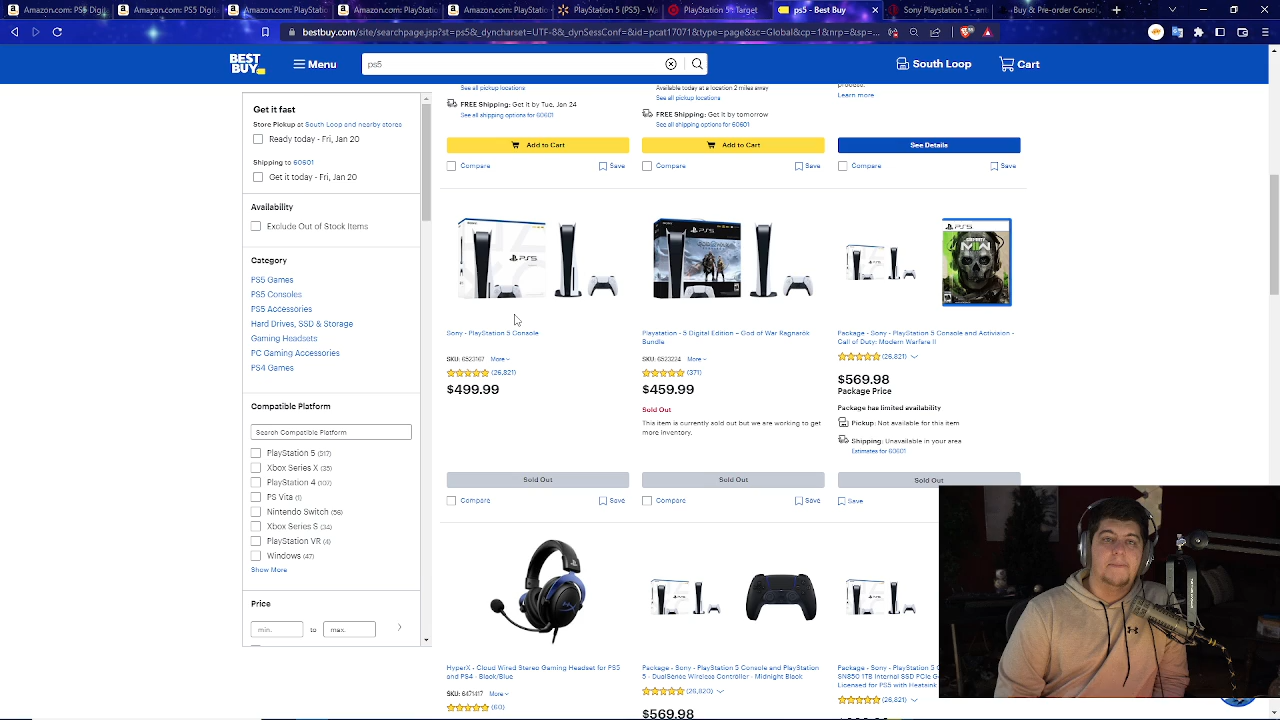 Amazon.com: PS5 Digi
Amazon.com: PS5 Digita
Amazon.com: PS5 Disc
Amazon.com: PS5 Disc
PlayStation 5 (PS5) - Wa
Playstation 5 : Target
ps5 - Best Buy
Sony Playstation 5 Digit
Buy & Pre-order Consol
bestbuy.com/site/searchpage.jsp?st=ps5&_dyncharset=UTF-8&_dynSessConf=&id=pcat17071&type=page&sc=Global&cp=1&nrp=&sp=...
BEST BUY
Menu
ps5
South Loop
Cart
Get it fast
Store Pickup at South Loop and nearby stores
Ready today - Fri, Jan 20
Shipping to 60601
Get it today - Fri, Jan 20
Availability
Exclude Out of Stock Items
Category
PS5 Games
PS5 Consoles
PS5 Accessories
Hard Drives, SSD & Storage
Gaming Headsets
PC Gaming Accessories
PS4 Games
Compatible Platform
Search Compatible Platform
PlayStation 5 (517)
Xbox Series X (35)
PlayStation 4 (107)
PS Vita (1)
Nintendo Switch (56)
Xbox Series S (34)
PlayStation VR (4)
Windows (47)
Show More
Price
min.
to
max.
See all pickup locations
FREE Shipping: Get it by Tue, Jan 24
See all shipping options for 60601
Add to Cart
Compare
Save
Available today at a location 2 miles away
See all pickup locations
FREE Shipping: Get it by tomorrow
See all shipping options for 60601
Add to Cart
Compare
Save
process.
Learn more
See Details
Compare
Save
PS5
Sony - PlayStation 5 Console
SKU: 6523167 More
(26,821)
$499.99
Sold Out
Compare
Save
PS5
Playstation - 5 Digital Edition – God of War Ragnarök
Bundle
SKU: 6523224 More
(371)
$459.99
Sold Out
This item is currently sold out but we are working to get
more inventory.
Sold Out
Compare
Save
PS5
Package - Sony - PlayStation 5 Console and Activision -
Call of Duty: Modern Warfare II
(26,821)
$569.98
Package Price
Package has limited availability
Pickup: Not available for this item
Shipping: Unavailable in your area
Estimates for 60601
Sold Out
Save
HyperX - Cloud Wired Stereo Gaming Headset for PS5
and PS4 - Black/Blue
SKU: 6471417 More
(60)
Package - Sony - PlayStation 5 Console and PlayStation
5 - DualSense Wireless Controller - Midnight Black
(26,820)
$569.98
Package - Sony - PlayStation 5 C
SN850 1TB Internal SSD PCIe G
Licensed for PS5 with Heatsink
(26,821)